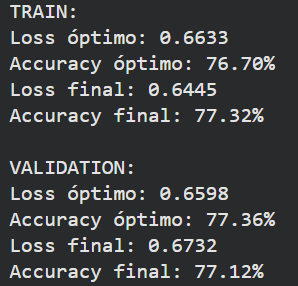 TRAIN:
Loss óptimo: 0.6633
Accuracy óptimo: 76.70%
Loss final: 0.6445
Accuracy final: 77.32%
VALIDATION:
Loss óptimo: 0.6598
Accuracy óptimo: 77.36%
Loss final: 0.6732
Accuracy final: 77.12%